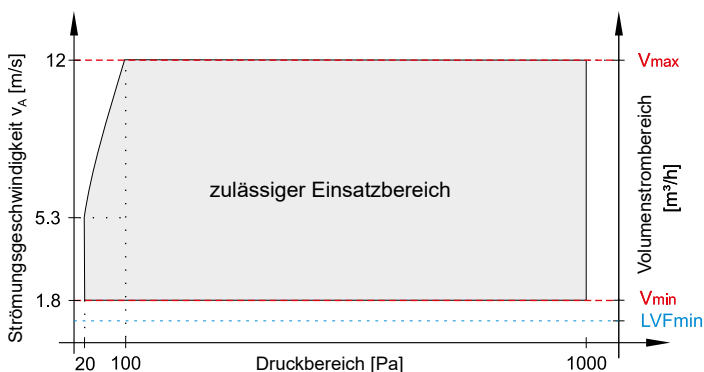 Strömungsgeschwindigkeit vA [m/s]
12
5.3
1.8
zulässiger Einsatzbereich
Vmax
Volumenstrombereich
[m³/h]
Vmin
LVFmin
20
100
Druckbereich [Pa]
1000